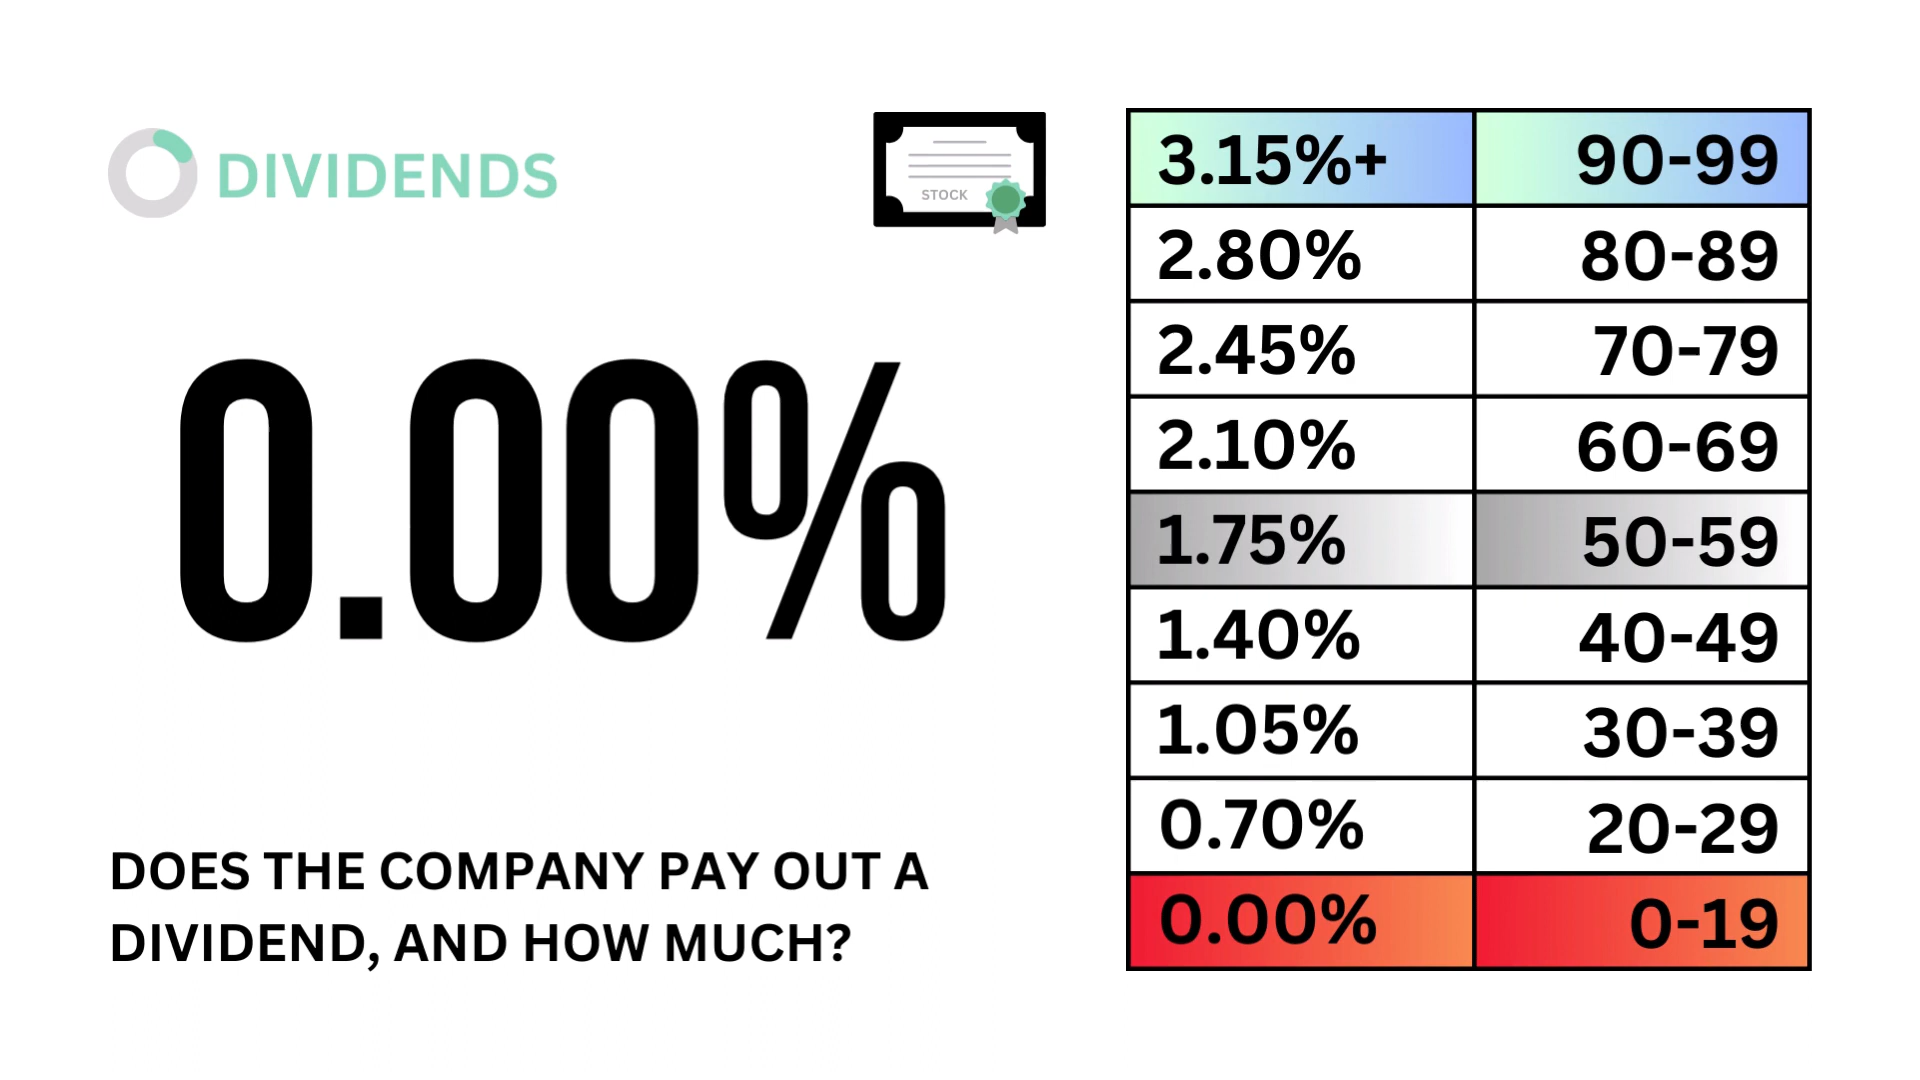 DIVIDENDS
STOCK
0.00%
DOES THE COMPANY PAY OUT A
DIVIDEND, AND HOW MUCH?
3.15%+ 90-99
2.80% 80-89
2.45% 70-79
2.10% 60-69
1.75% 50-59
1.40% 40-49
1.05% 30-39
0.70% 20-29
0.00% 0-19